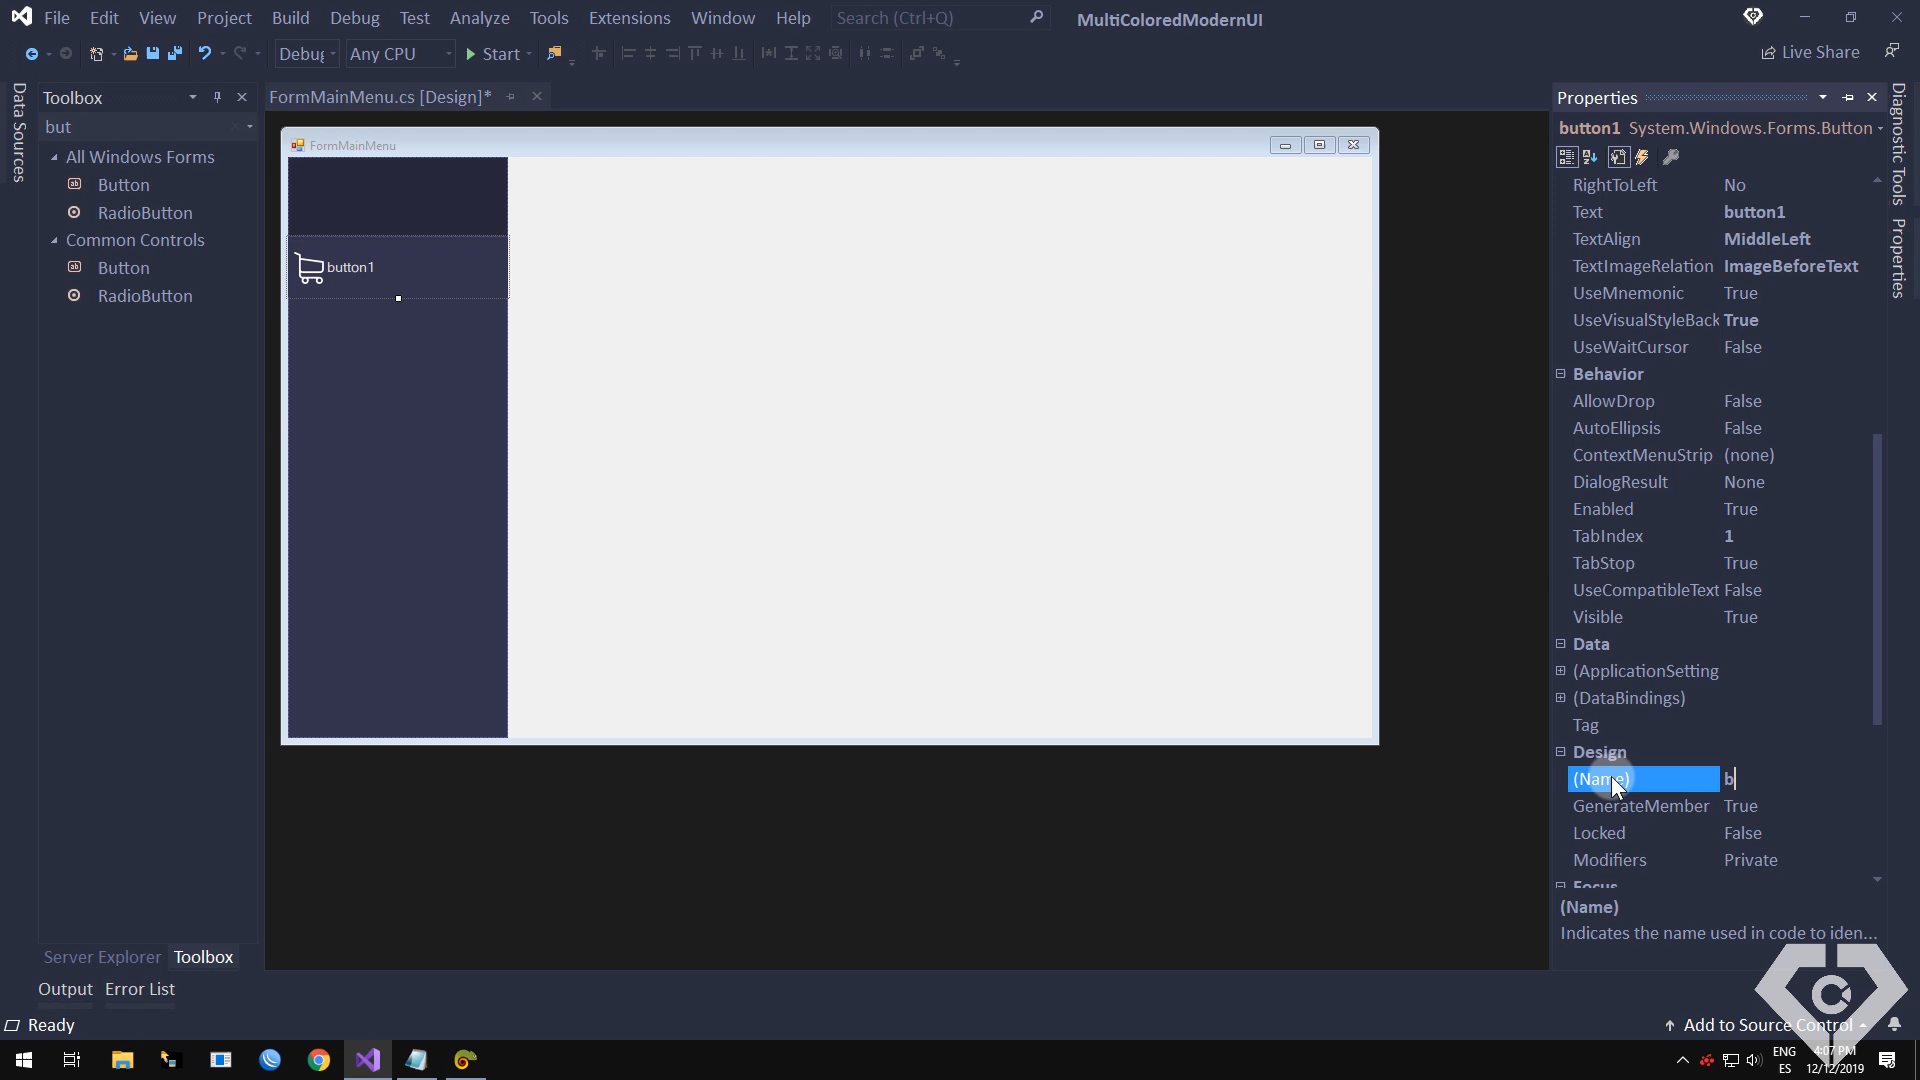 File Edit View Project Build Debug Test Analyze Tools Extensions Window Help Search (Ctrl+Q) MultiColoredModernUI
Debug Any CPU Start Live Share
Data Sources
Toolbox
but
All Windows Forms
Button
RadioButton
Common Controls
Button
RadioButton
Server Explorer Toolbox
Output Error List
FormMainMenu.cs [Design]*
FormMainMenu
button1
Properties
button1 System.Windows.Forms.Button
RightToLeft No
Text button1
TextAlign MiddleLeft
TextImageRelation ImageBeforeText
UseMnemonic True
UseVisualStyleBack True
UseWaitCursor False
Behavior
AllowDrop False
AutoEllipsis False
ContextMenuStrip (none)
DialogResult None
Enabled True
TabIndex 1
TabStop True
UseCompatibleText False
Visible True
Data
(ApplicationSetting
(DataBindings)
Tag
Design
(Name) b
GenerateMember True
Locked False
Modifiers Private
Focus
(Name)
Indicates the name used in code to iden...
Diagnostic Tools
Properties
Ready
Add to Source Control
ENG
ES
4:07 PM
12/12/2019